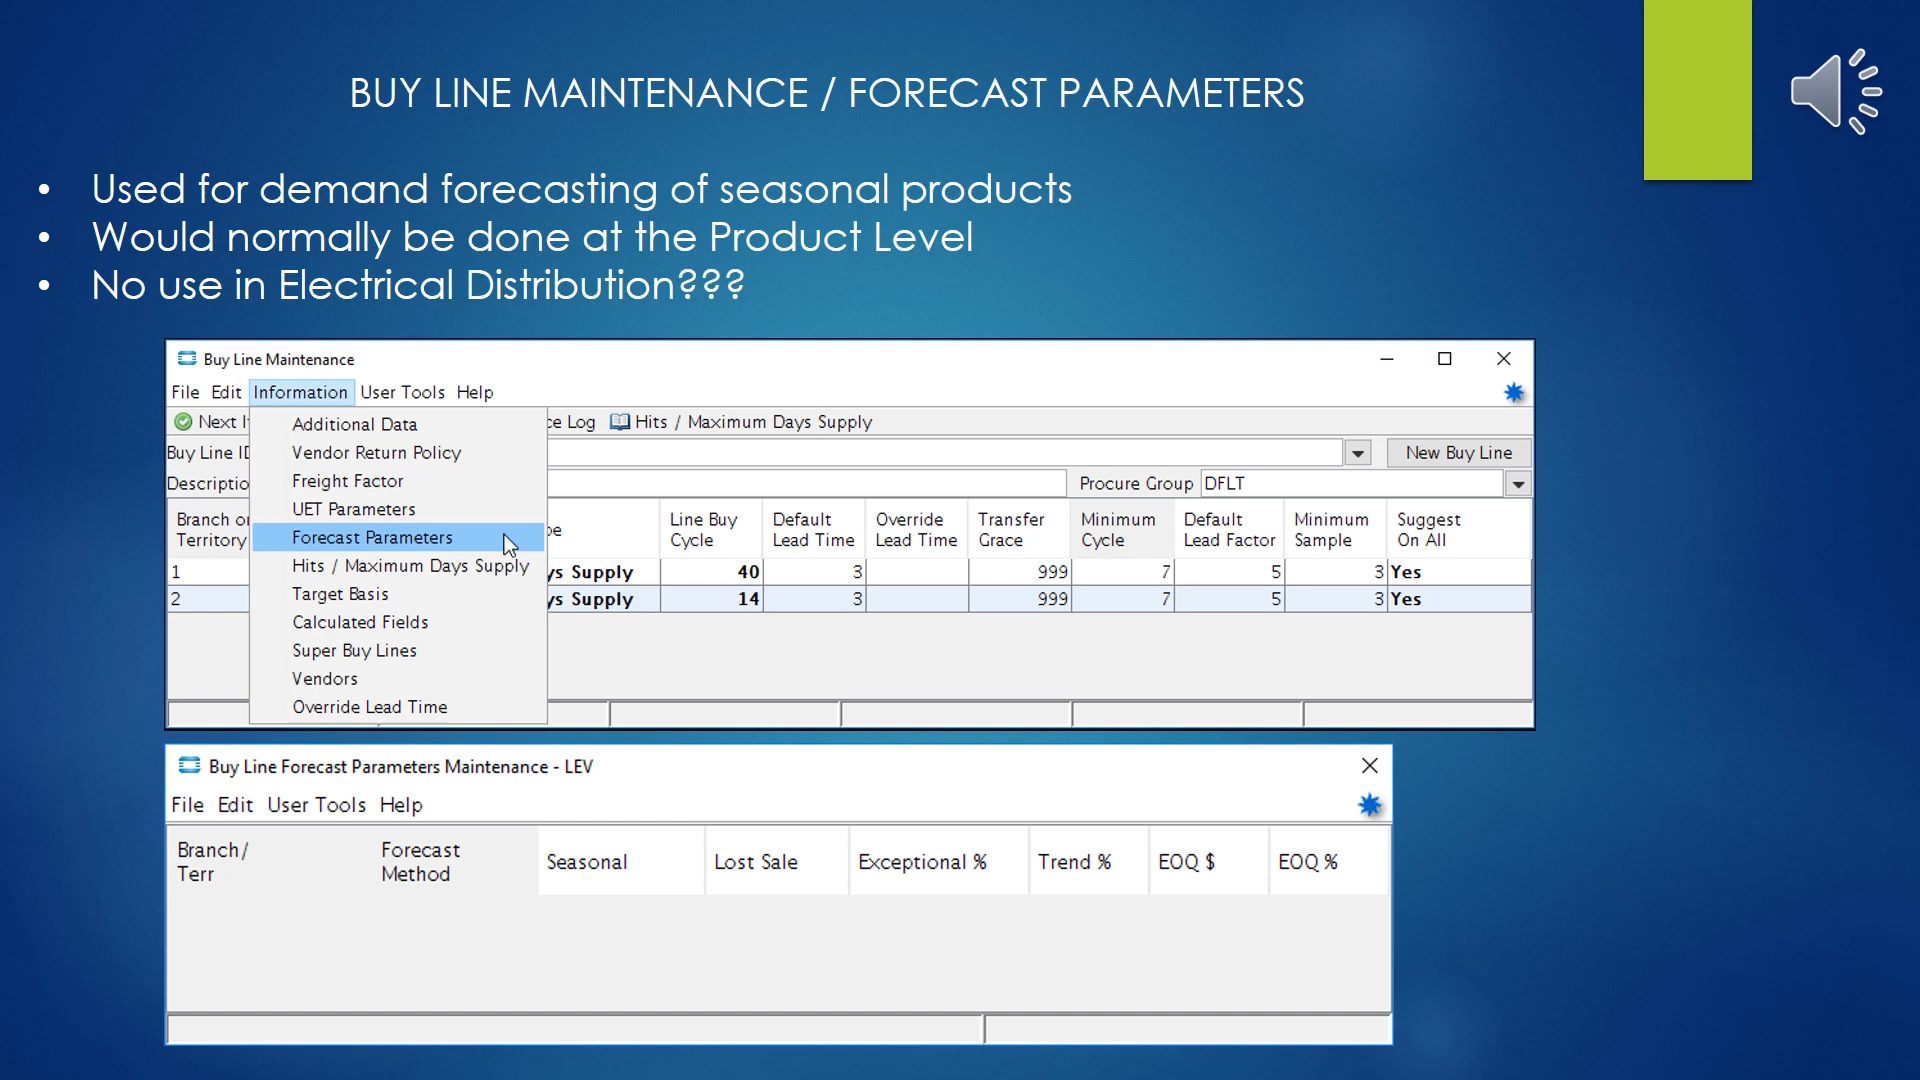 BUY LINE MAINTENANCE / FORECAST PARAMETERS
• Used for demand forecasting of seasonal products
• Would normally be done at the Product Level
• No use in Electrical Distribution???
Buy Line Maintenance
File Edit Information User Tools Help
Next Hits / Maximum Days Supply
Log
Buy Line New Buy Line
Procure Group DFLT
Additional Data
Vendor Return Policy
Freight Factor
UET Parameters
Forecast Parameters
Hits / Maximum Days Supply
Target Basis
Calculated Fields
Super Buy Lines
Vendors
Override Lead Time
Branch Line Buy Default Override Transfer Minimum Default Minimum Suggest
Territory Cycle Lead Time Lead Time Grace Cycle Lead Factor Sample On All
1 Supply 40 3 999 7 5 3 Yes
2 Supply 14 3 999 7 5 3 Yes
Buy Line Forecast Parameters Maintenance - LEV
File Edit User Tools Help
Branch/ Forecast
Terr Method Seasonal Lost Sale Exceptional % Trend % EOQ $ EOQ %